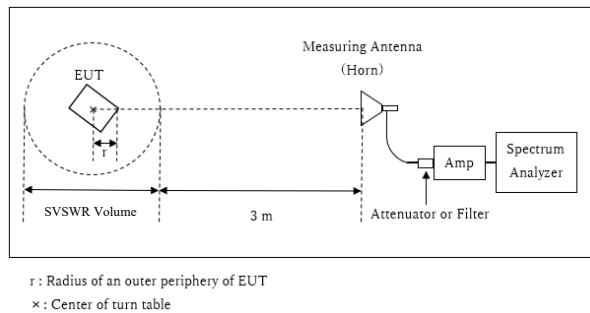 Measuring Antenna
(Horn)
EUT
r
Amp
Spectrum
Analyzer
SVSWR Volume
3 m
Attenuator or Filter
r : Radius of an outer periphery of EUT
× : Center of turn table